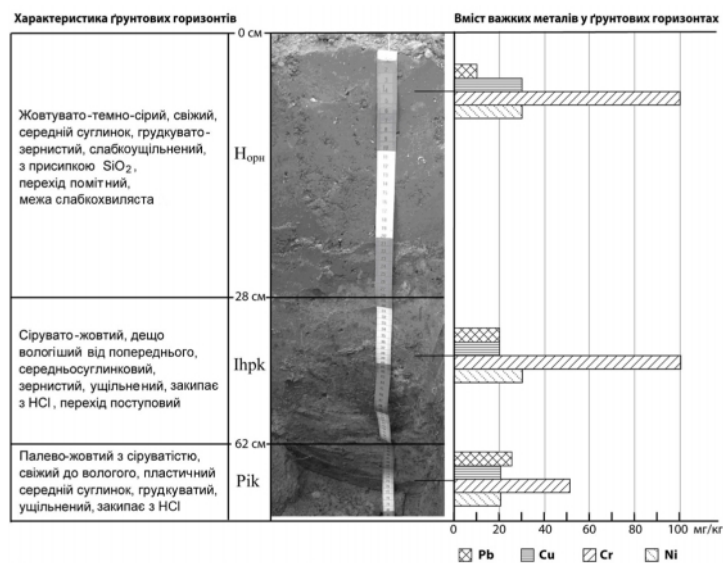 Характеристика ґрунтових горизонтів
0 см
Вміст важких металів у ґрунтових горизонтах
Жовтувато-темно-сірий, свіжий,
середній суглинок, грудкувато-
зернистий, слабкоущільнений,
з присипкою SiO₂,
перехід помітний,
межа слабкохвиляста
Hорн
28 см
Сірувато-жовтий, дещо
вологіший від попереднього,
середньосуглинковий,
зернистий, ущільнений, закипає
з HCl, перехід поступовий
Ihpk
62 см
Палево-жовтий з сіруватістю,
свіжий до вологого, пластичний
середній суглинок, грудкуватий,
ущільнений, закипає з HCl
Pik
0 20 40 60 80 100 мг/кг
Pb Cu Cr Ni